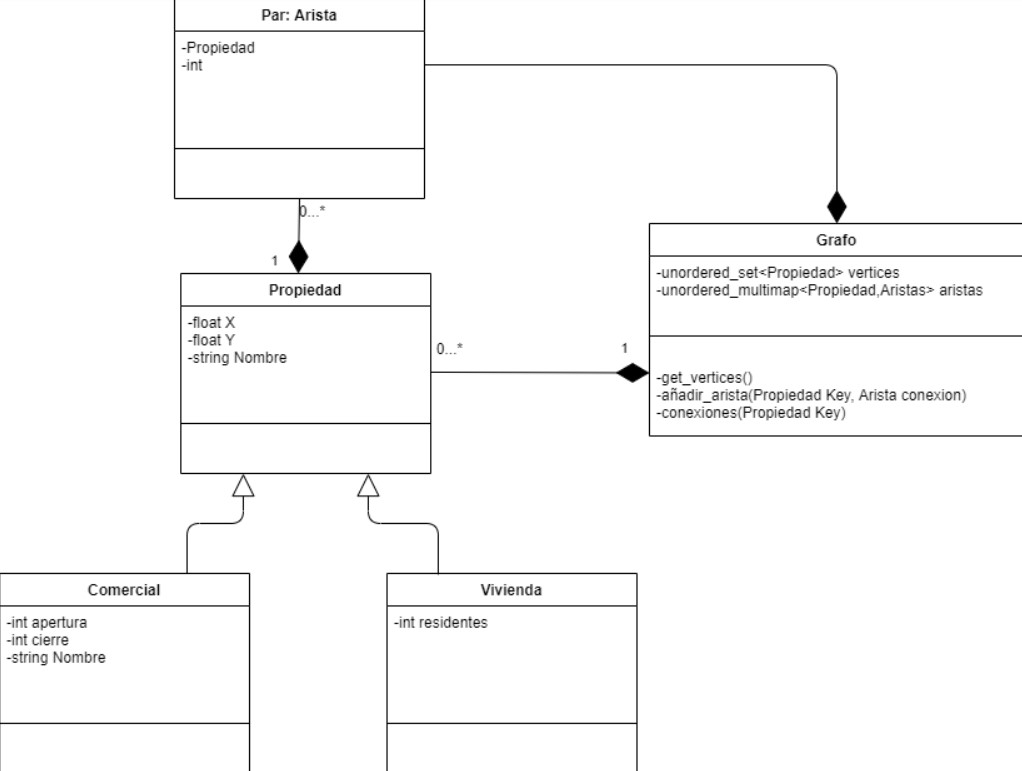 Par: Arista
-Propiedad
-int
0...*
1
Propiedad
-float X
-float Y
-string Nombre
0...*
1
Grafo
-unordered_set<Propiedad> vertices
-unordered_multimap<Propiedad,Aristas> aristas
-get_vertices()
-añadir_arista(Propiedad Key, Arista conexion)
-conexiones(Propiedad Key)
Comercial
-int apertura
-int cierre
-string Nombre
Vivienda
-int residentes